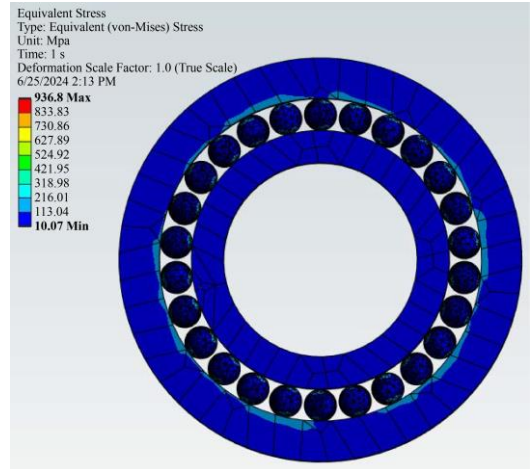 Equivalent Stress
Type: Equivalent (von-Mises) Stress
Unit: Mpa
Time: 1 s
Deformation Scale Factor: 1.0 (True Scale)
6/25/2024 2:13 PM
936.8 Max
833.83
730.86
627.89
524.92
421.95
318.98
216.01
113.04
10.07 Min